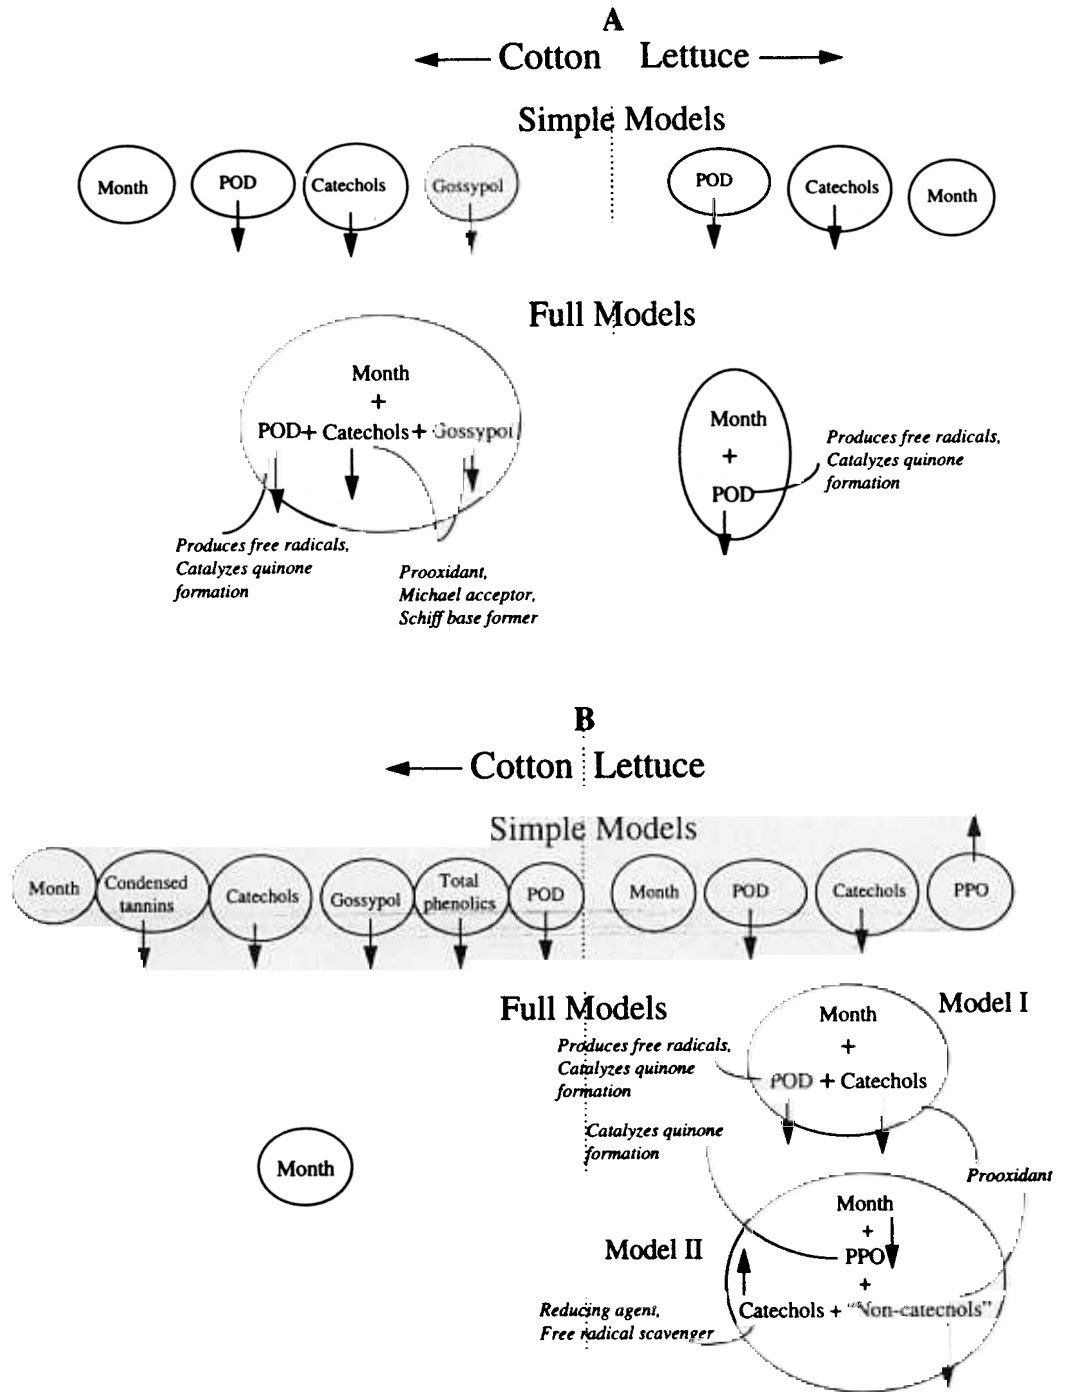 A
Cotton Lettuce
Simple Models
Month POD Catechols Gossypol POD Catechols Month
Full Models
Month
+
POD+ Catechols+ Gossypol
Month
+
POD
Produces free radicals,
Catalyzes quinone
formation
Produces free radicals,
Catalyzes quinone
formation
Prooxidant,
Michael acceptor,
Schiff base former
B
Cotton Lettuce
Simple Models
Month Condensed tannins Catechols Gossypol Total phenolics POD Month POD Catechols PPO
Full Models
Model I
Month
+
POD + Catechols
Produces free radicals,
Catalyzes quinone
formation
Catalyzes quinone
formation
Prooxidant
Month
Model II
Month
+
PPO
+
Catechols + "Non-catechols"
Reducing agent,
Free radical scavenger